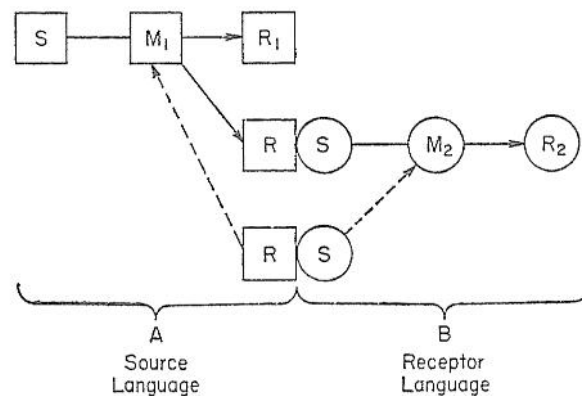 S M₁ R₁
R S M₂ R₂
R S
A B
Source Receptor
Language Language